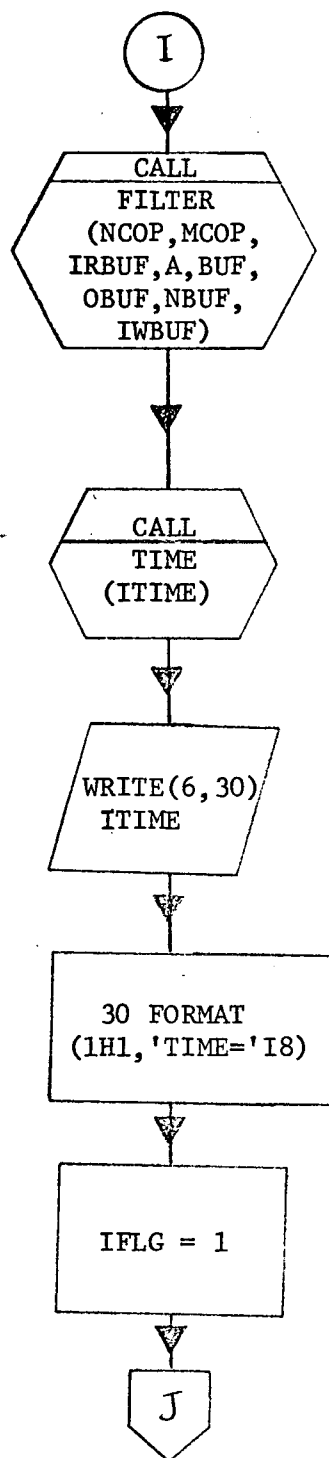 I
CALL
FILTER
(NCOP,MCOP,
IRBUF,A,BUF,
OBUF,NBUF,
IWBUF)
CALL
TIME
(ITIME)
WRITE(6,30)
ITIME
30 FORMAT
(1H1,'TIME='I8)
IFLG = 1
J